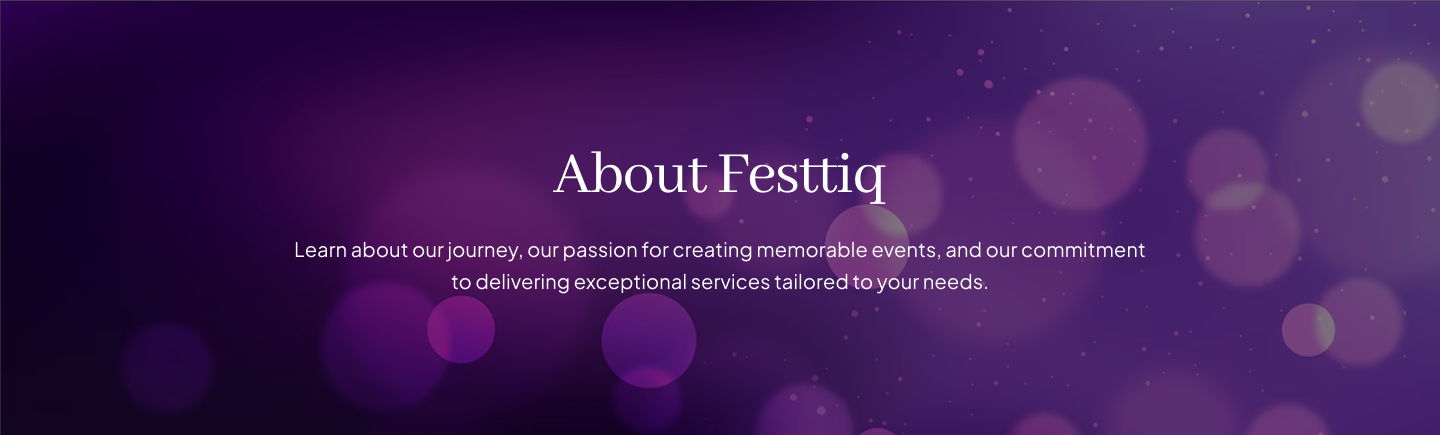 About Festtiq
Learn about our journey, our passion for creating memorable events, and our commitment
to delivering exceptional services tailored to your needs.